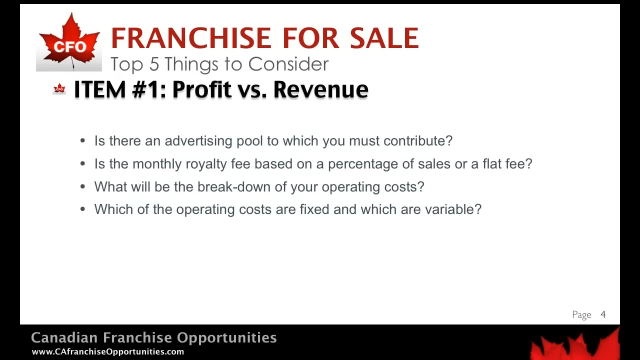 CFO
FRANCHISE FOR SALE
Top 5 Things to Consider
ITEM #1: Profit vs. Revenue
• Is there an advertising pool to which you must contribute?
• Is the monthly royalty fee based on a percentage of sales or a flat fee?
• What will be the break-down of your operating costs?
• Which of the operating costs are fixed and which are variable?
Page 4
Canadian Franchise Opportunities
www.CAfranchiseOpportunities.com